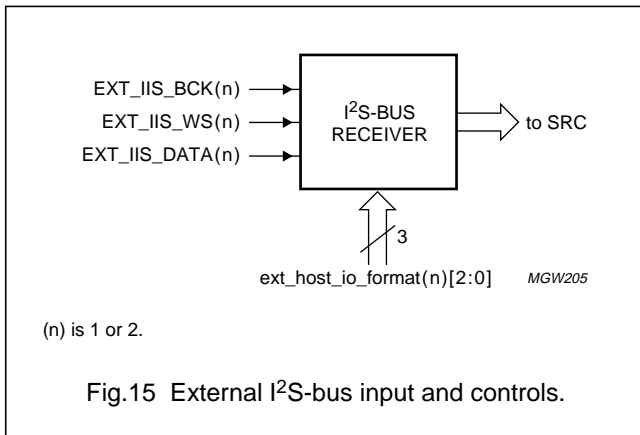 EXT_IIS_BCK(n)
EXT_IIS_WS(n)
EXT_IIS_DATA(n)
I²S-BUS
RECEIVER
to SRC
3
ext_host_io_format(n)[2:0]
MGW205
(n) is 1 or 2.
Fig.15 External I²S-bus input and controls.